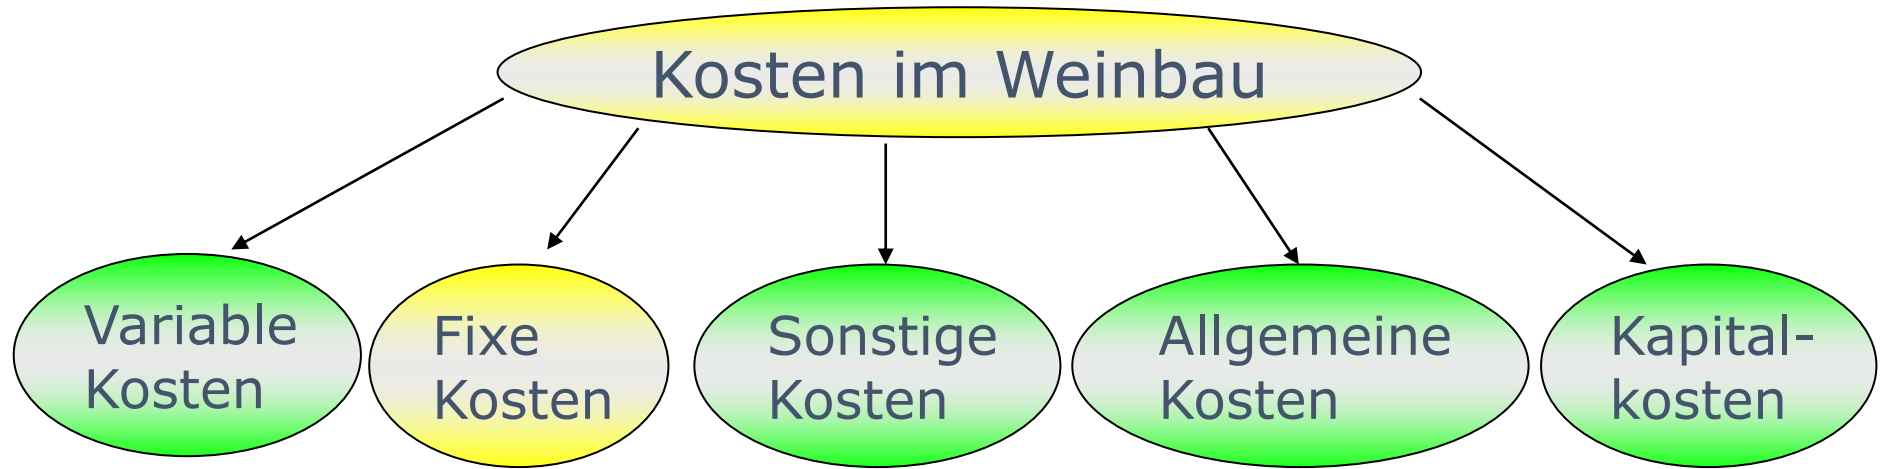 Kosten im Weinbau
Variable
Kosten
Fixe
Kosten
Sonstige
Kosten
Allgemeine
Kosten
Kapital-
kosten